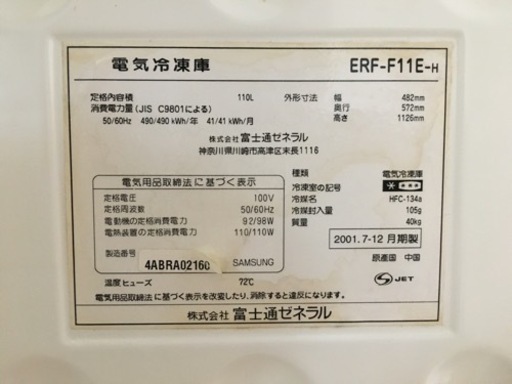 電気冷凍庫 ERF-F11E-H
定格内容積 110L
消費電力量(JIS C9801による)
50/60Hz 490/490 kWh/年 41/41 kWh/月
外形寸法 幅 482mm
奥行 572mm
高さ 1126mm
株式会社 富士通ゼネラル
神奈川県川崎市高津区末長1116
電気用品取締法に基づく表示
定格電圧 100V
定格周波数 50/60Hz
電動機の定格消費電力 92/98W
電熱装置の定格消費電力 110/110W
製造番号 4ABRA02160 SAMSUNG
温度ヒューズ 72℃
種類 電気冷凍庫
冷凍室の記号
冷媒名 HFC-134a
冷媒封入量 105g
質量 40kg
2001.7-12月期製
原産国 中国
JET
電気用品取締法に基づく表示を改変したり、消除すると違反になります。
株式会社 富士通ゼネラル